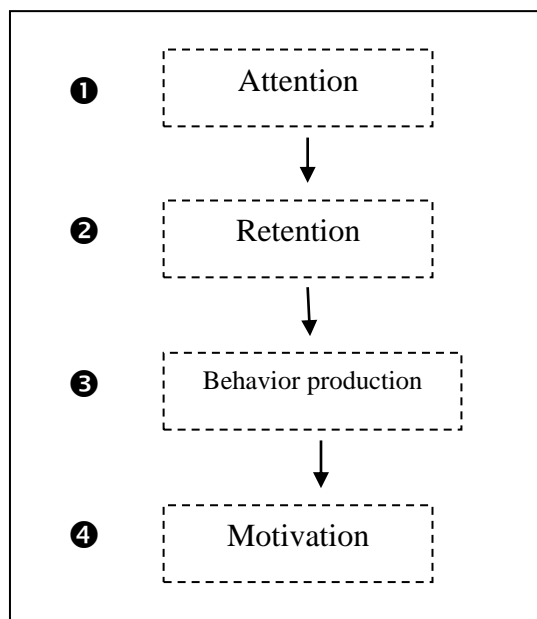 ❶ Attention
❷ Retention
❸ Behavior production
❹ Motivation